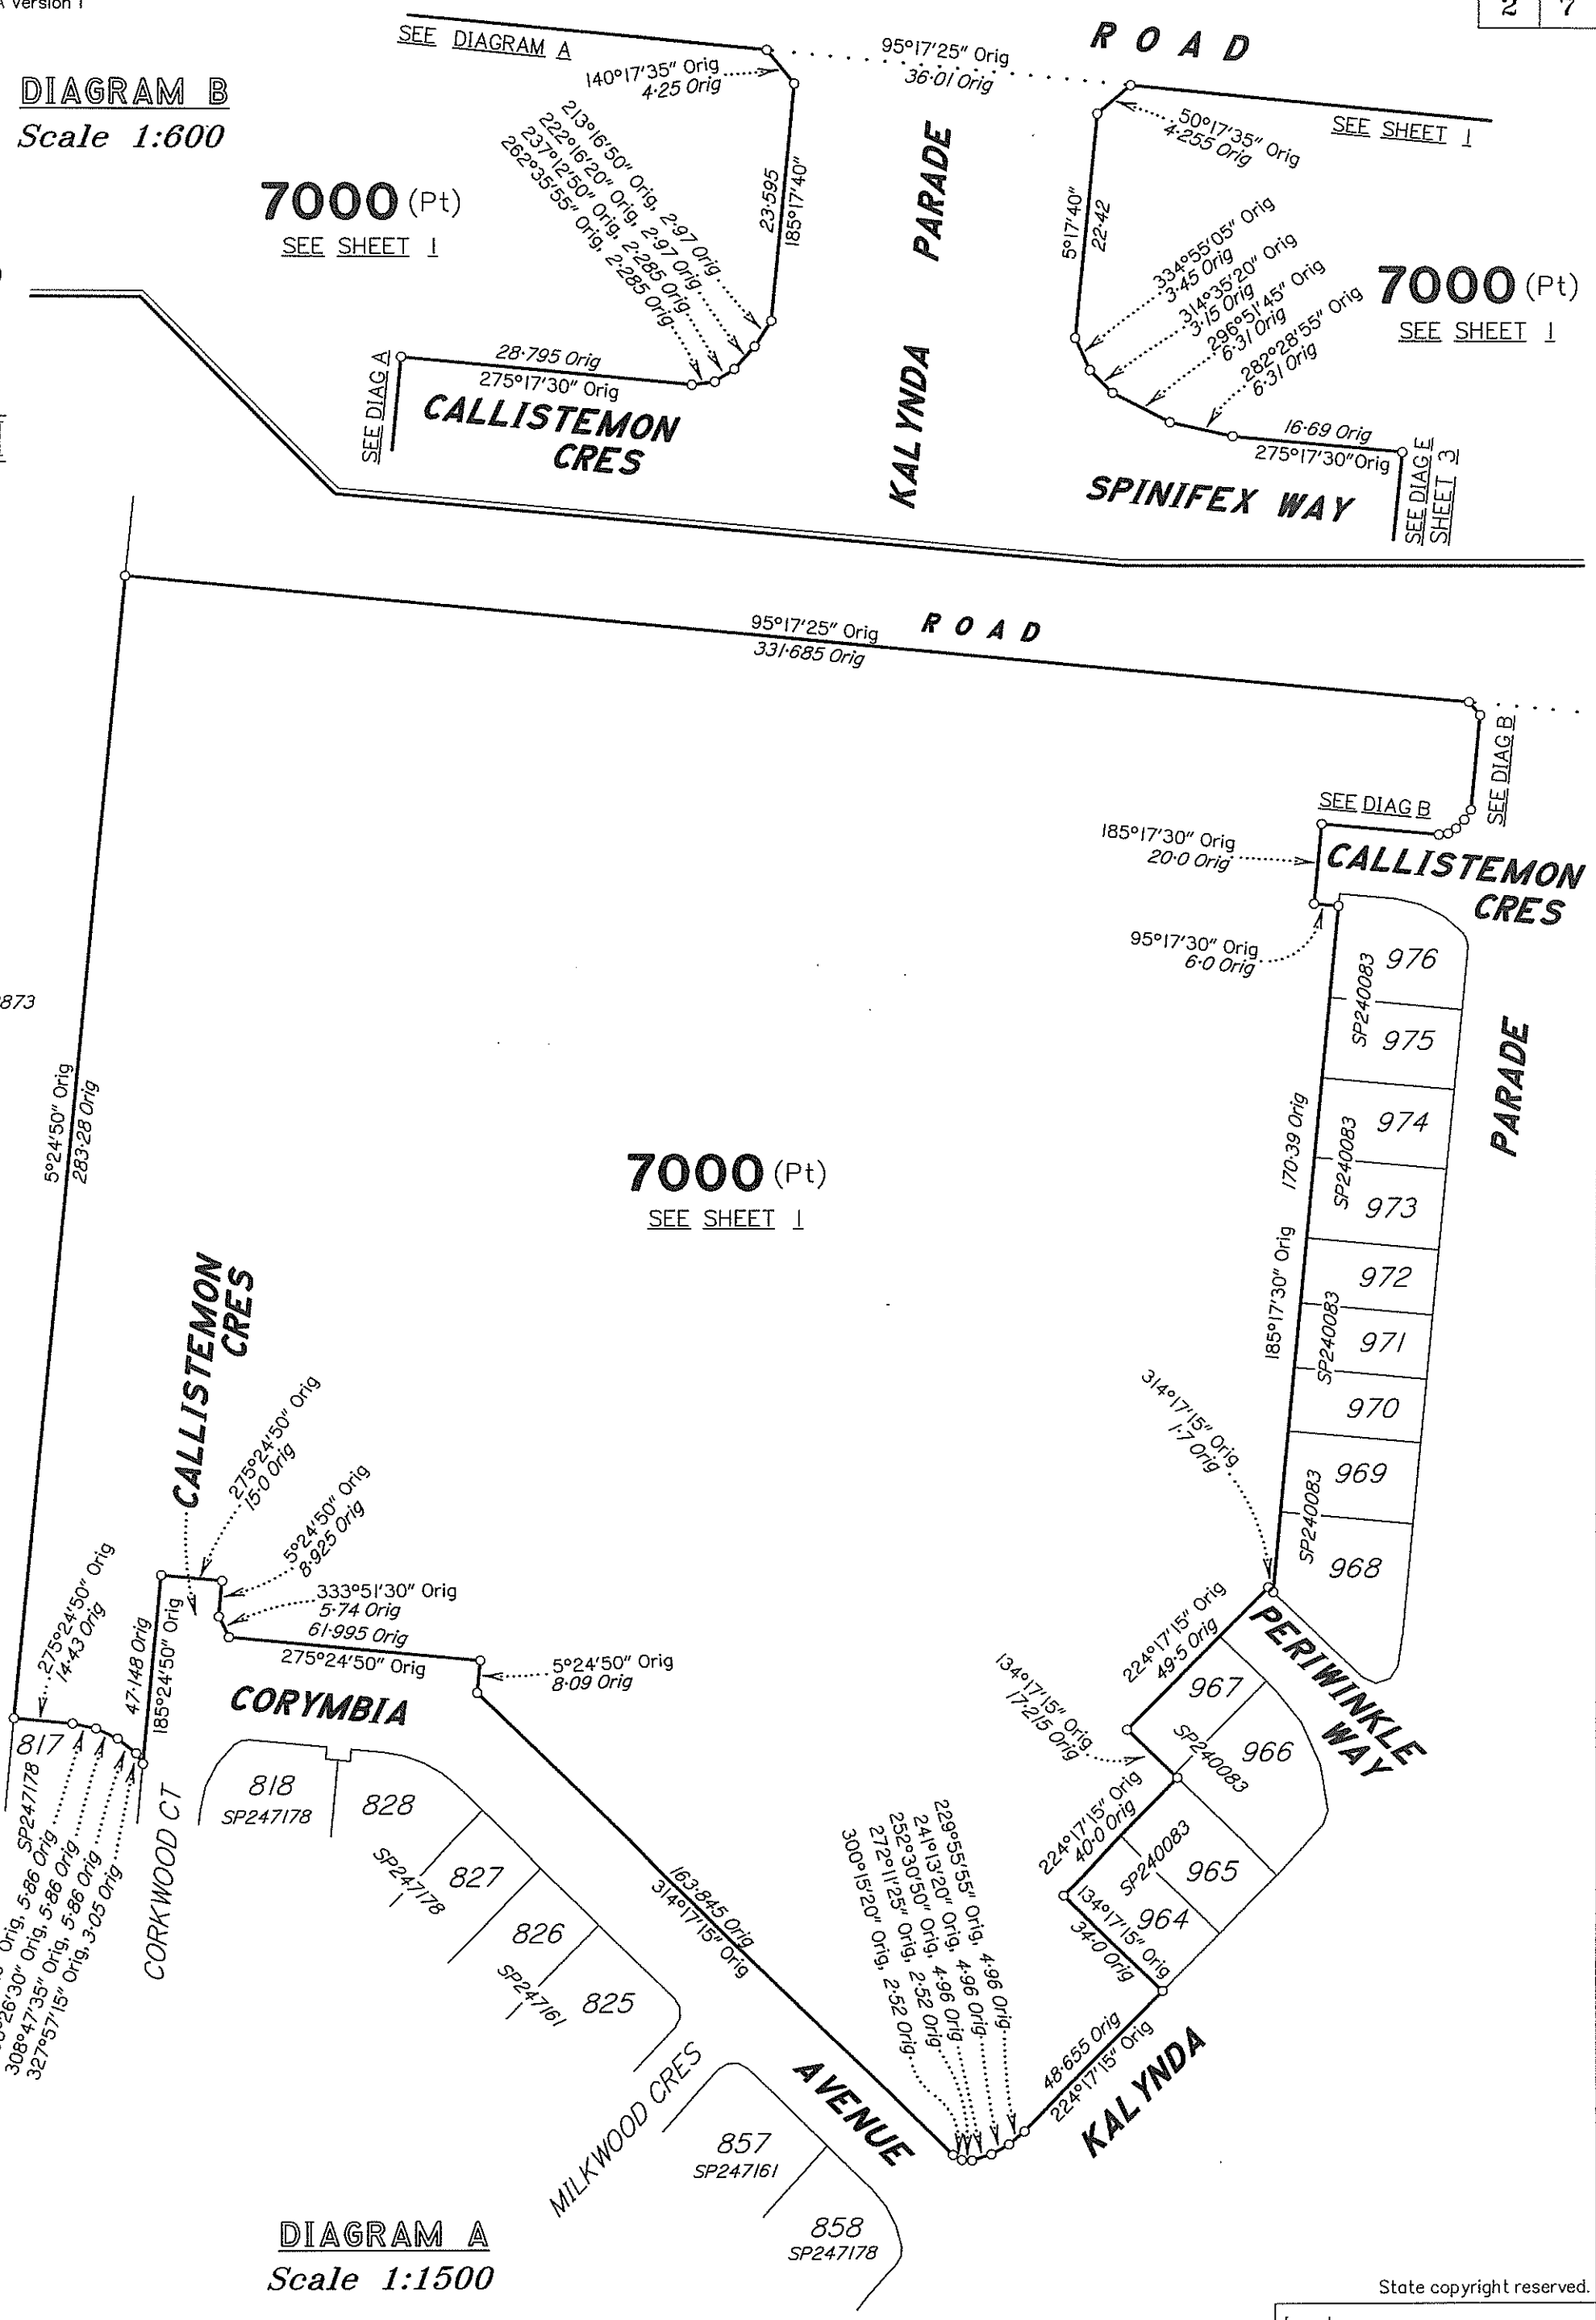 Version 1
2 7
DIAGRAM B
Scale 1:600
SEE DIAGRAM A
140°17'35" Orig
4·25 Orig
95°17'25" Orig
36·01 Orig
ROAD
SEE SHEET 1
50°17'35" Orig
4·255 Orig
7000 (Pt)
SEE SHEET 1
213°16'50" Orig, 2·97 Orig
222°16'20" Orig, 2·97 Orig
237°12'50" Orig, 2·285 Orig
262°35'55" Orig, 2·285 Orig
23·595
185°17'40"
KALYNDA PARADE
5°17'40"
22·42
334°55'05" Orig
3·45 Orig
314°35'20" Orig
3·15 Orig
296°51'45" Orig
6·31 Orig
282°28'55" Orig
6·31 Orig
7000 (Pt)
SEE SHEET 1
SEE DIAG A
28·795 Orig
275°17'30" Orig
CALLISTEMON
CRES
16·69 Orig
275°17'30" Orig
SPINIFEX WAY
SEE DIAG E
SHEET 3
95°17'25" Orig
331·685 Orig
ROAD
SEE DIAG B
SEE DIAG B
185°17'30" Orig
20·0 Orig
CALLISTEMON
CRES
95°17'30" Orig
6·0 Orig
873
5°24'50" Orig
283·28 Orig
7000 (Pt)
SEE SHEET 1
976
SP240083
975
974
SP240083
973
972
SP240083
971
970
969
SP240083
968
PARADE
170·39 Orig
185°17'30" Orig
314°17'15" Orig
1·7 Orig
CALLISTEMON
CRES
275°24'50" Orig
15·0 Orig
5°24'50" Orig
8·925 Orig
333°51'30" Orig
5·74 Orig
61·995 Orig
275°24'50" Orig
5°24'50" Orig
8·09 Orig
275°24'50" Orig
14·43 Orig
47·148 Orig
185°24'50" Orig
CORYMBIA
817
SP247178
Orig, 5·86 Orig
26'30" Orig, 5·86 Orig
308°47'35" Orig, 5·86 Orig
327°57'15" Orig, 3·05 Orig
CORKWOOD CT
818
SP247178
828
827
SP247178
826
SP247161
825
163·845 Orig
314°17'15" Orig
224°17'15" Orig
49·5 Orig
PERIWINKLE
WAY
967
966
SP240083
134°17'15" Orig
17·215 Orig
224°17'15" Orig
40·0 Orig
SP240083
965
964
134°17'15" Orig
34·0 Orig
229°55'55" Orig, 4·96 Orig
241°13'20" Orig, 4·96 Orig
252°30'50" Orig, 4·96 Orig
272°11'25" Orig, 2·52 Orig
300°15'20" Orig, 2·52 Orig
48·655 Orig
224°17'15" Orig
KALYNDA
AVENUE
MILKWOOD CRES
857
SP247161
858
SP247178
DIAGRAM A
Scale 1:1500
State copyright reserved.